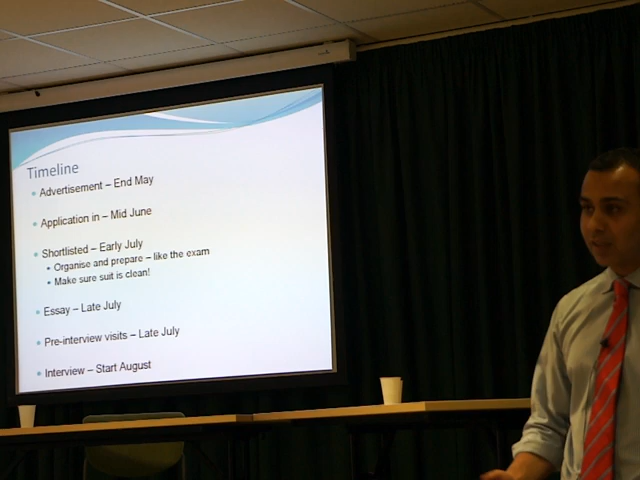 Timeline
Advertisement – End May
Application in – Mid June
Shortlisted – Early July
Organise and prepare – like the exam
Make sure suit is clean!
Essay – Late July
Pre-interview visits – Late July
Interview – Start August